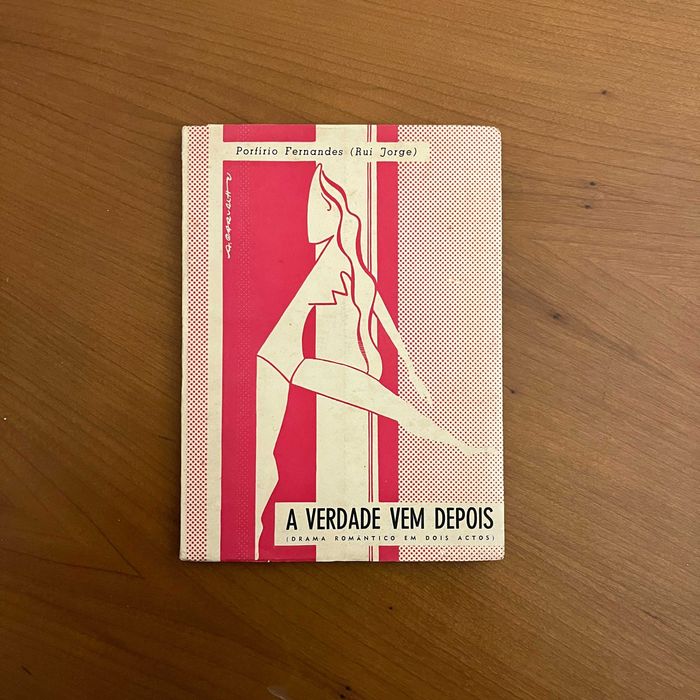 Porfírio Fernandes (Rui Jorge)
A VERDADE VEM DEPOIS
(DRAMA ROMÂNTICO EM DOIS ACTOS)